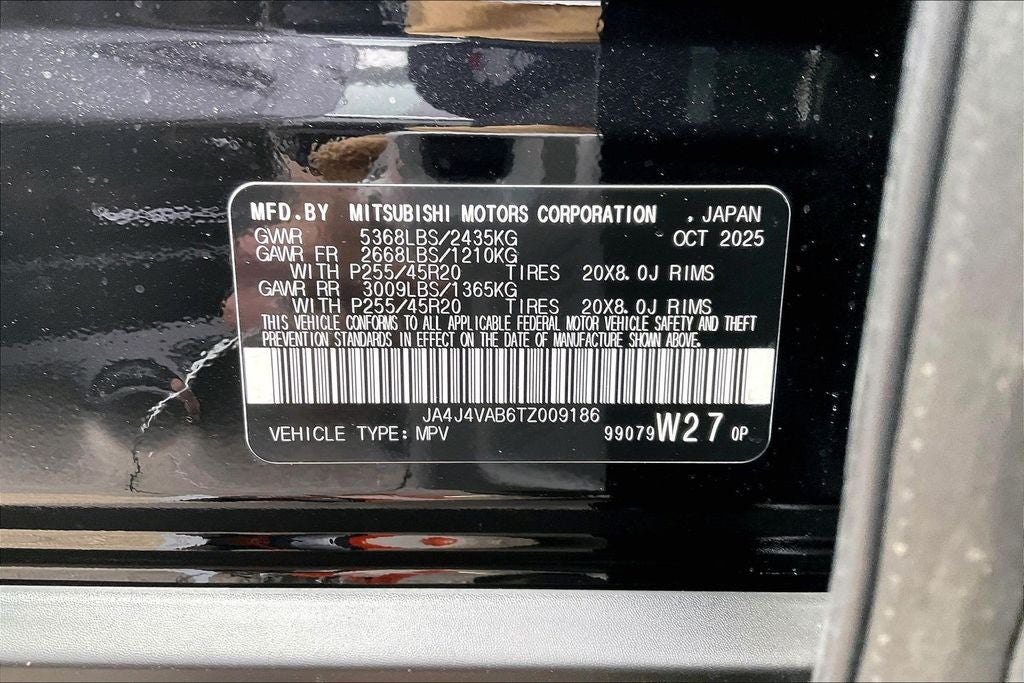 MFD.BY MITSUBISHI MOTORS CORPORATION . JAPAN
GVWR 5368LBS/2435KG OCT 2025
GAWR FR 2668LBS/1210KG
WITH P255/45R20 TIRES 20X8.0J RIMS
GAWR RR 3009LBS/1365KG
WITH P255/45R20 TIRES 20X8.0J RIMS
THIS VEHICLE CONFORMS TO ALL APPLICABLE FEDERAL MOTOR VEHICLE SAFETY AND THEFT
PREVENTION STANDARDS IN EFFECT ON THE DATE OF MANUFACTURE SHOWN ABOVE.
JA4J4VAB6TZ009186
VEHICLE TYPE: MPV 99079 W27 0P